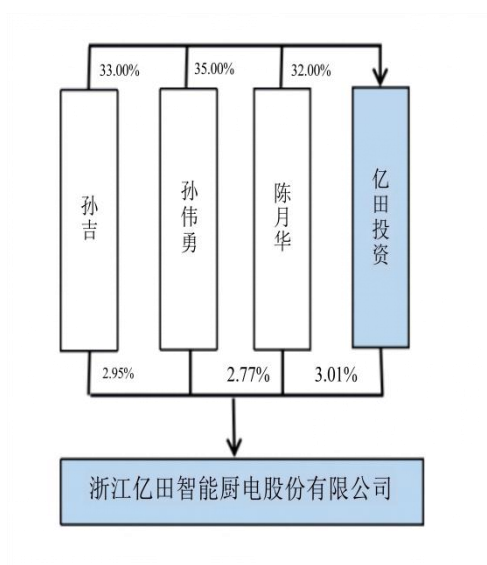 33.00%
35.00%
32.00%
孙吉
孙伟勇
陈月华
亿田投资
2.95%
2.77%
3.01%
浙江亿田智能厨电股份有限公司